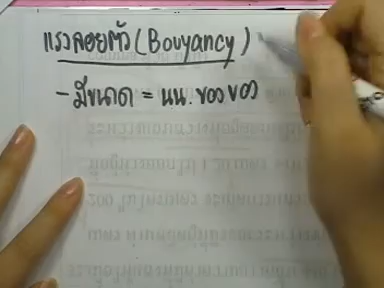 แรงลอยตัว (Bouyancy)
- มีขนาด = นน. ของของ